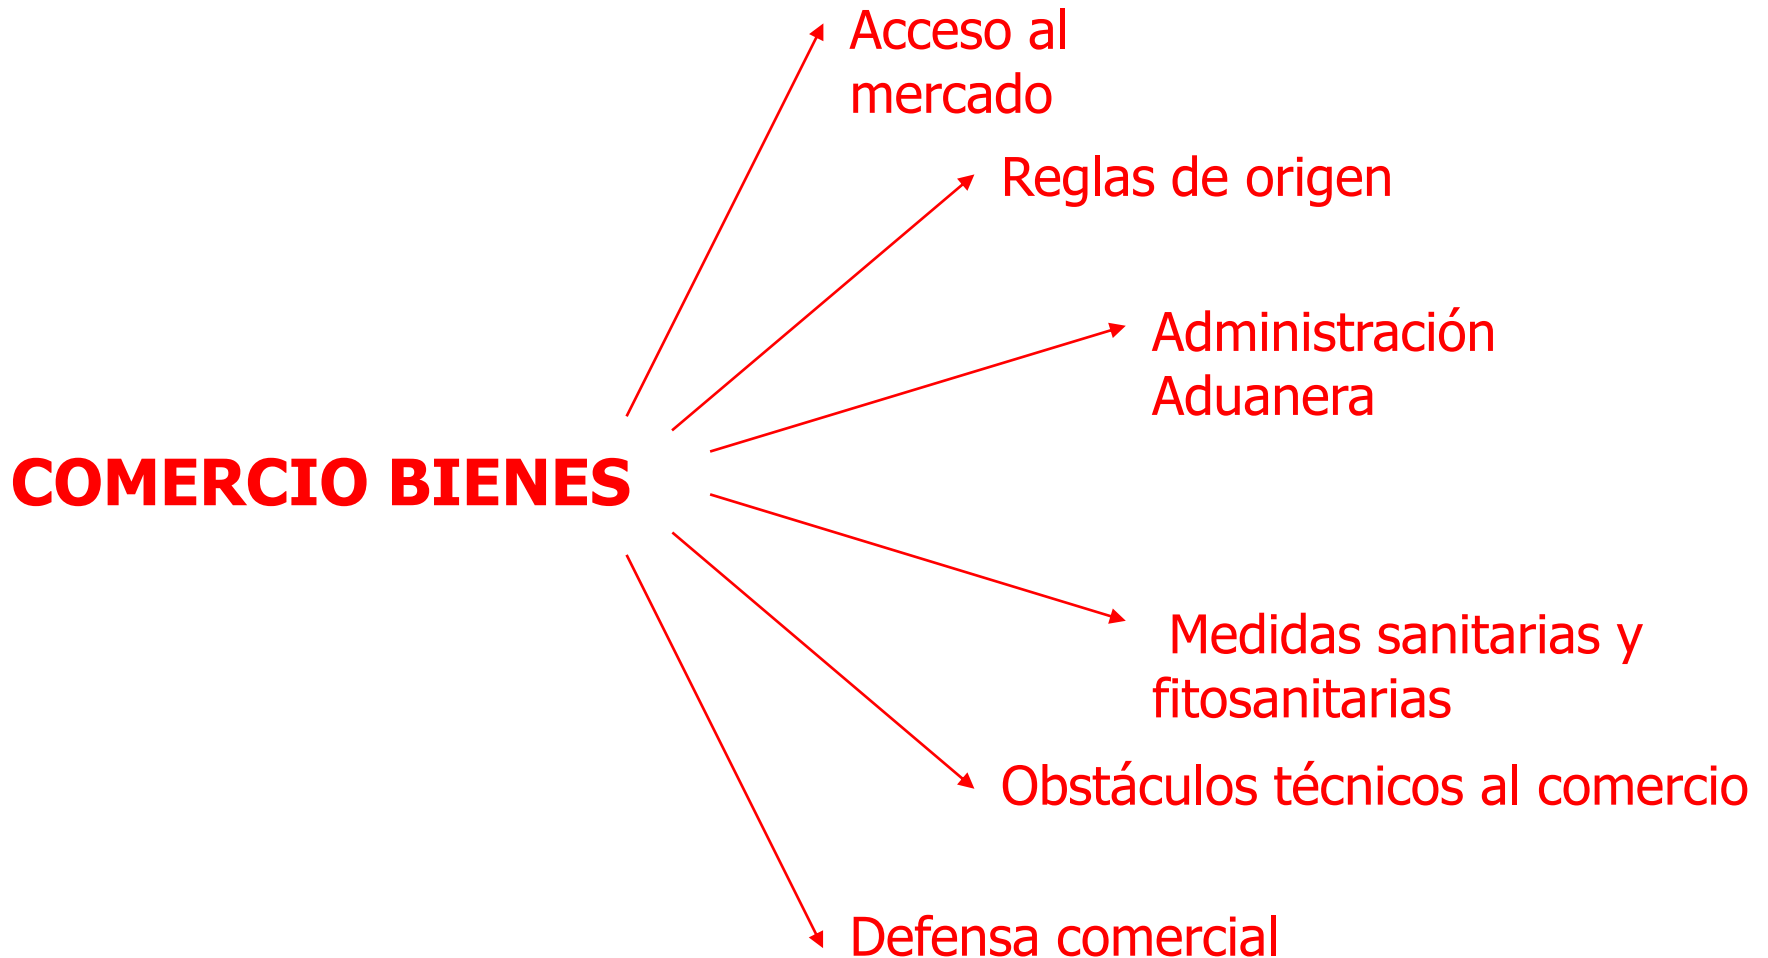 Acceso al
mercado
Reglas de origen
Administración
Aduanera
COMERCIO BIENES
Medidas sanitarias y
fitosanitarias
Obstáculos técnicos al comercio
Defensa comercial